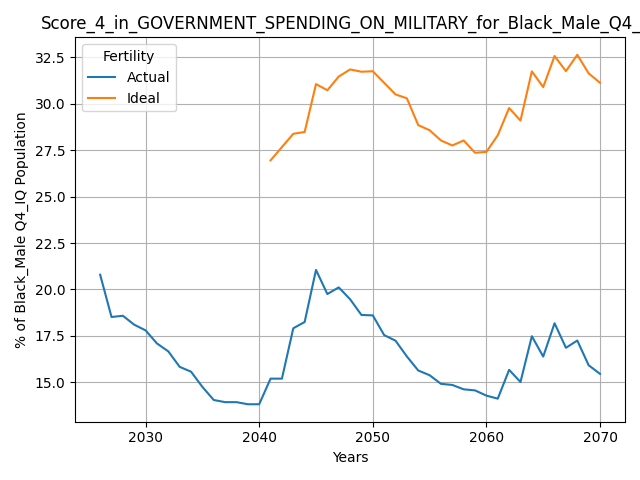 Score_4_in_GOVERNMENT_SPENDING_ON_MILITARY_for_Black_Male_Q4_
Fertility
Actual
Ideal
32.5
30.0
27.5
25.0
22.5
20.0
17.5
15.0
% of Black_Male Q4_IQ Population
2030 2040 2050 2060 2070
Years